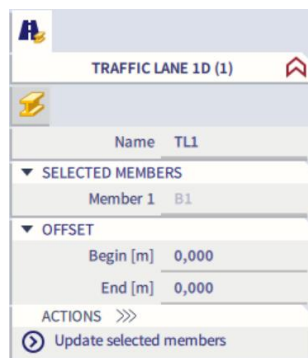 TRAFFIC LANE 1D (1)
Name TL1
SELECTED MEMBERS
Member 1 B1
OFFSET
Begin [m] 0,000
End [m] 0,000
ACTIONS >>>
Update selected members